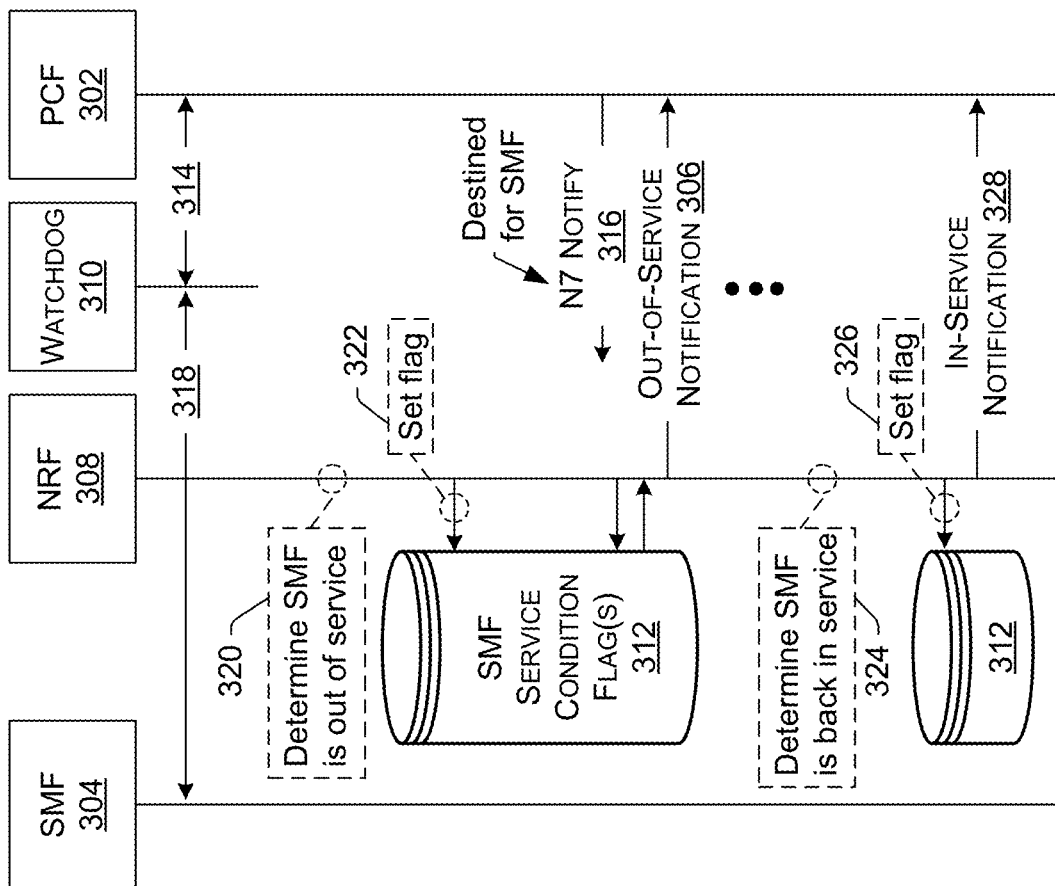 SMF
304
NRF
308
WATCHDOG
310
PCF
302
318
314
320
Determine SMF
is out of service
322
Set flag
Destined
for SMF
N7 NOTIFY
316
SMF
SERVICE
CONDITION
FLAG(S)
312
OUT-OF-SERVICE
NOTIFICATION 306
Determine SMF
is back in service
324
326
Set flag
312
IN-SERVICE
NOTIFICATION 328